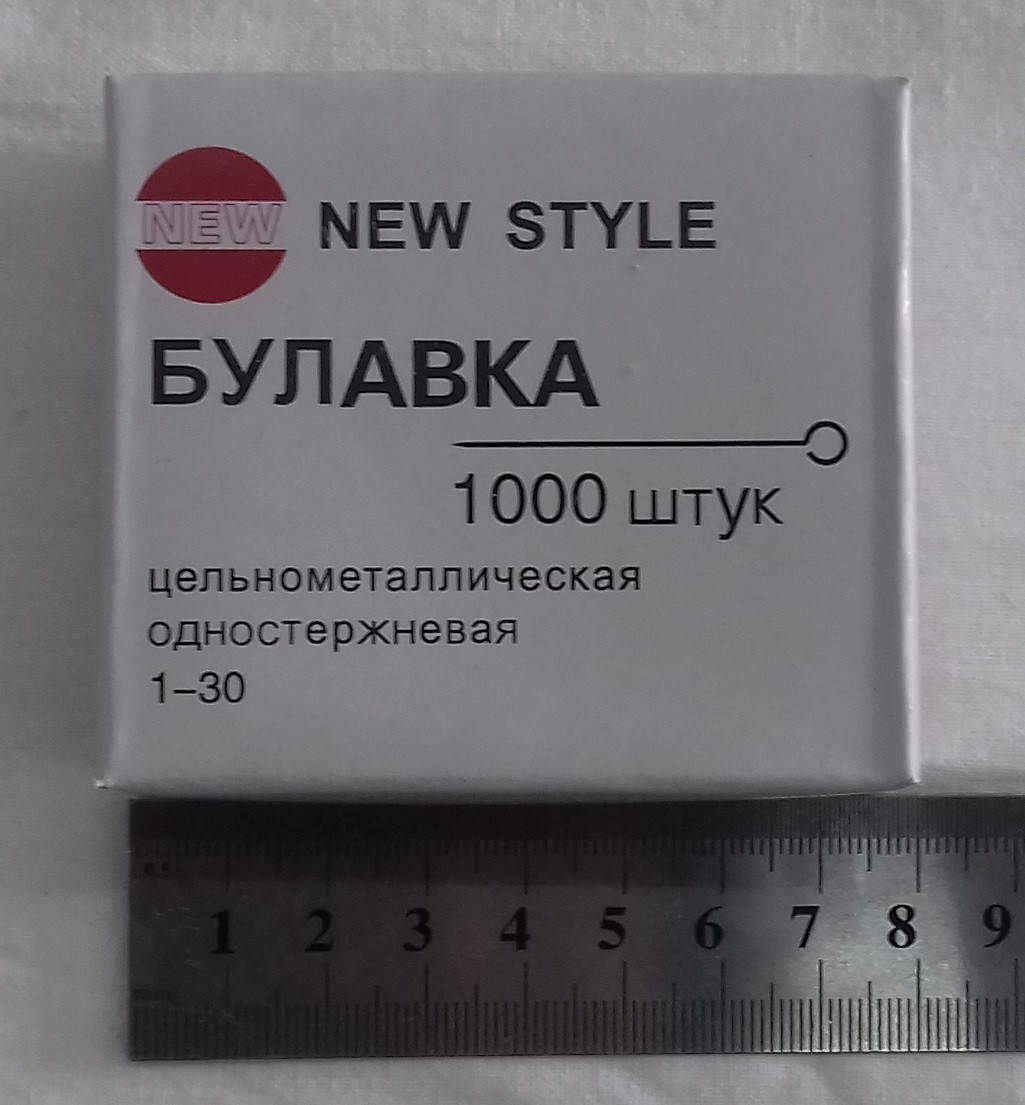 NEW NEW STYLE
БУЛАВКА
1000 штук
цельнометаллическая
одностержневая
1–30
1 2 3 4 5 6 7 8 9